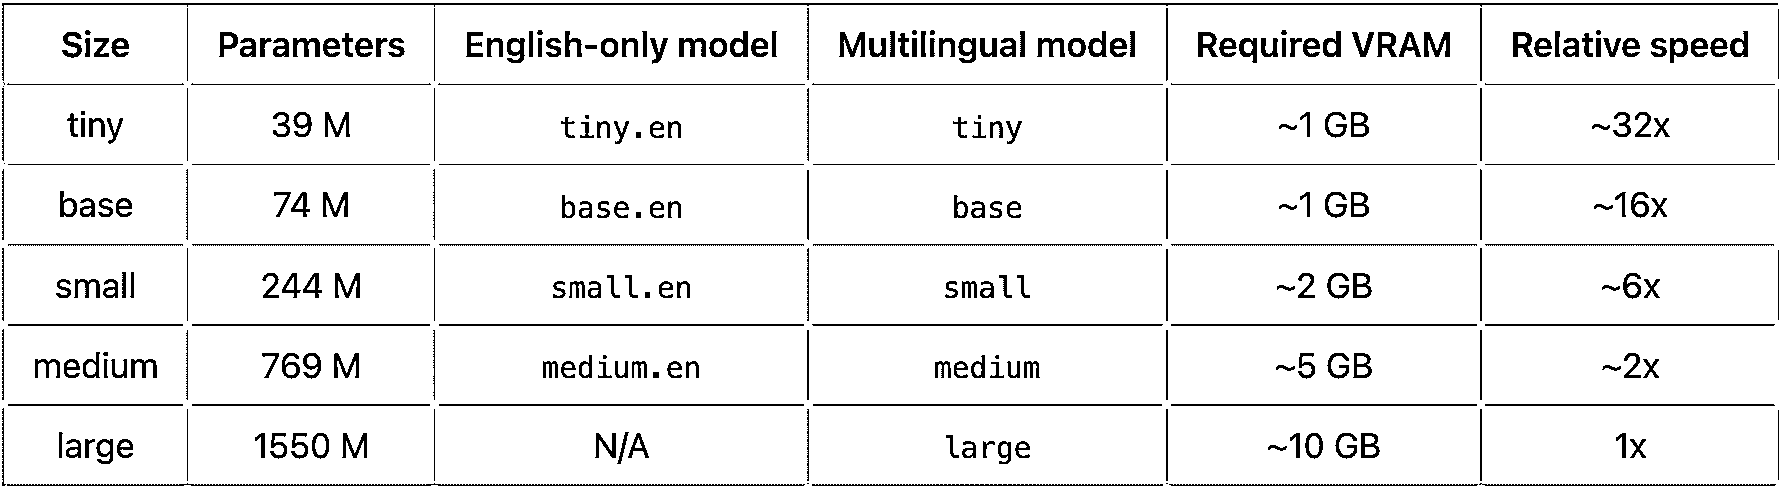 Size Parameters English-only model Multilingual model Required VRAM Relative speed
tiny 39 M tiny.en tiny ~1 GB ~32x
base 74 M base.en base ~1 GB ~16x
small 244 M small.en small ~2 GB ~6x
medium 769 M medium.en medium ~5 GB ~2x
large 1550 M N/A large ~10 GB 1x